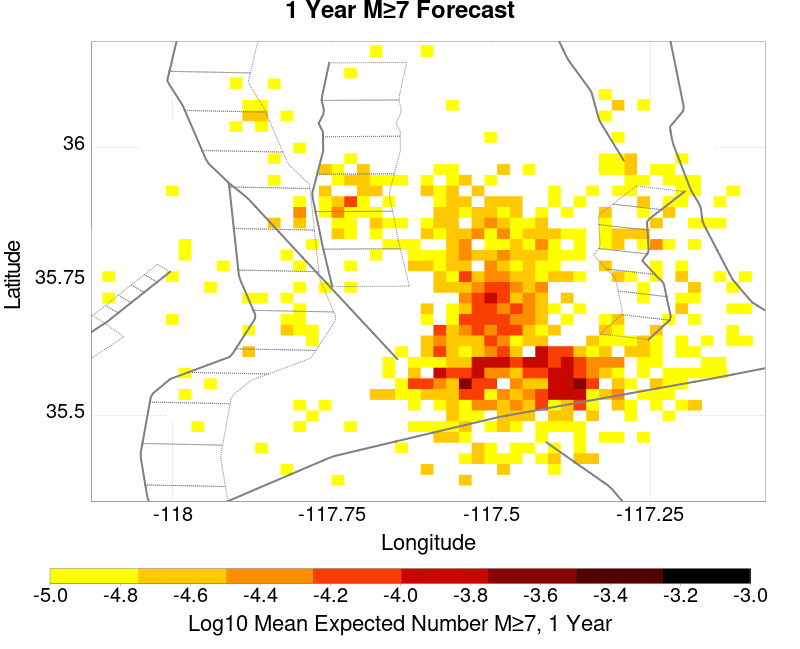 1 Year M≥7 Forecast
36
35.75
35.5
Latitude
-118 -117.75 -117.5 -117.25
Longitude
-5.0 -4.8 -4.6 -4.4 -4.2 -4.0 -3.8 -3.6 -3.4 -3.2 -3.0
Log10 Mean Expected Number M≥7, 1 Year